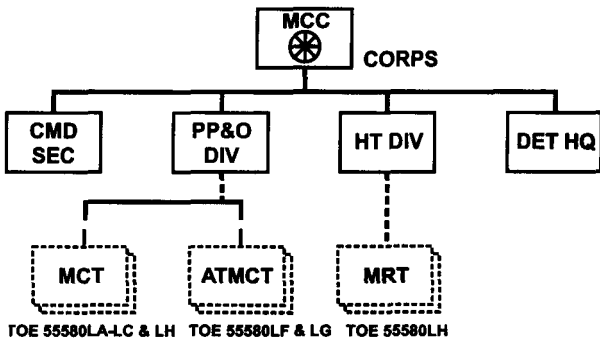 MCC
CORPS
CMD
SEC
PP&O
DIV
HT DIV
DET HQ
MCT
ATMCT
MRT
TOE 55580LA-LC & LH
TOE 55580LF & LG
TOE 55580LH